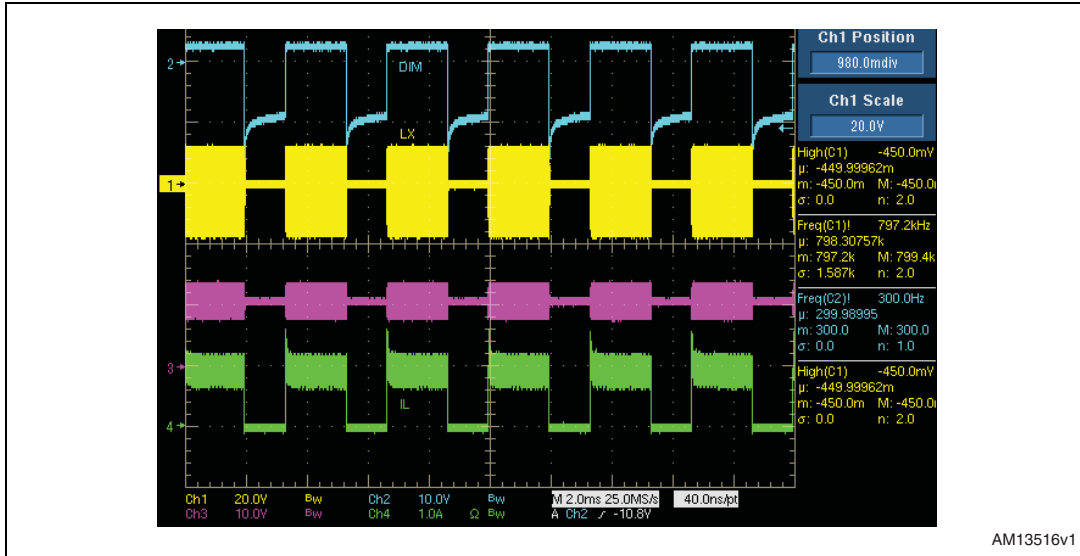 Ch1 Position
980.0mdiv
2
DIM
Ch1 Scale
20.0V
LX
High(C1) -450.0mV
µ: -449.99962m
m: -450.0m M: -450.0
σ: 0.0 n: 2.0
1
Freq(C1)! 797.2kHz
µ: 798.30757k
m: 797.2k M: 799.4k
σ: 1.587k n: 2.0
Freq(C2)! 300.0Hz
µ: 299.98995
m: 300.0 M: 300.0
σ: 0.0 n: 1.0
3
High(C1) -450.0mV
µ: -449.99962m
m: -450.0m M: -450.0
σ: 0.0 n: 2.0
IL
4
Ch1 20.0V Bw Ch2 10.0V Bw M 2.0ms 25.0MS/s 40.0ns/pt
Ch3 10.0V Bw Ch4 1.0A Ω Bw A Ch2 ∕ -10.8V
AM13516v1